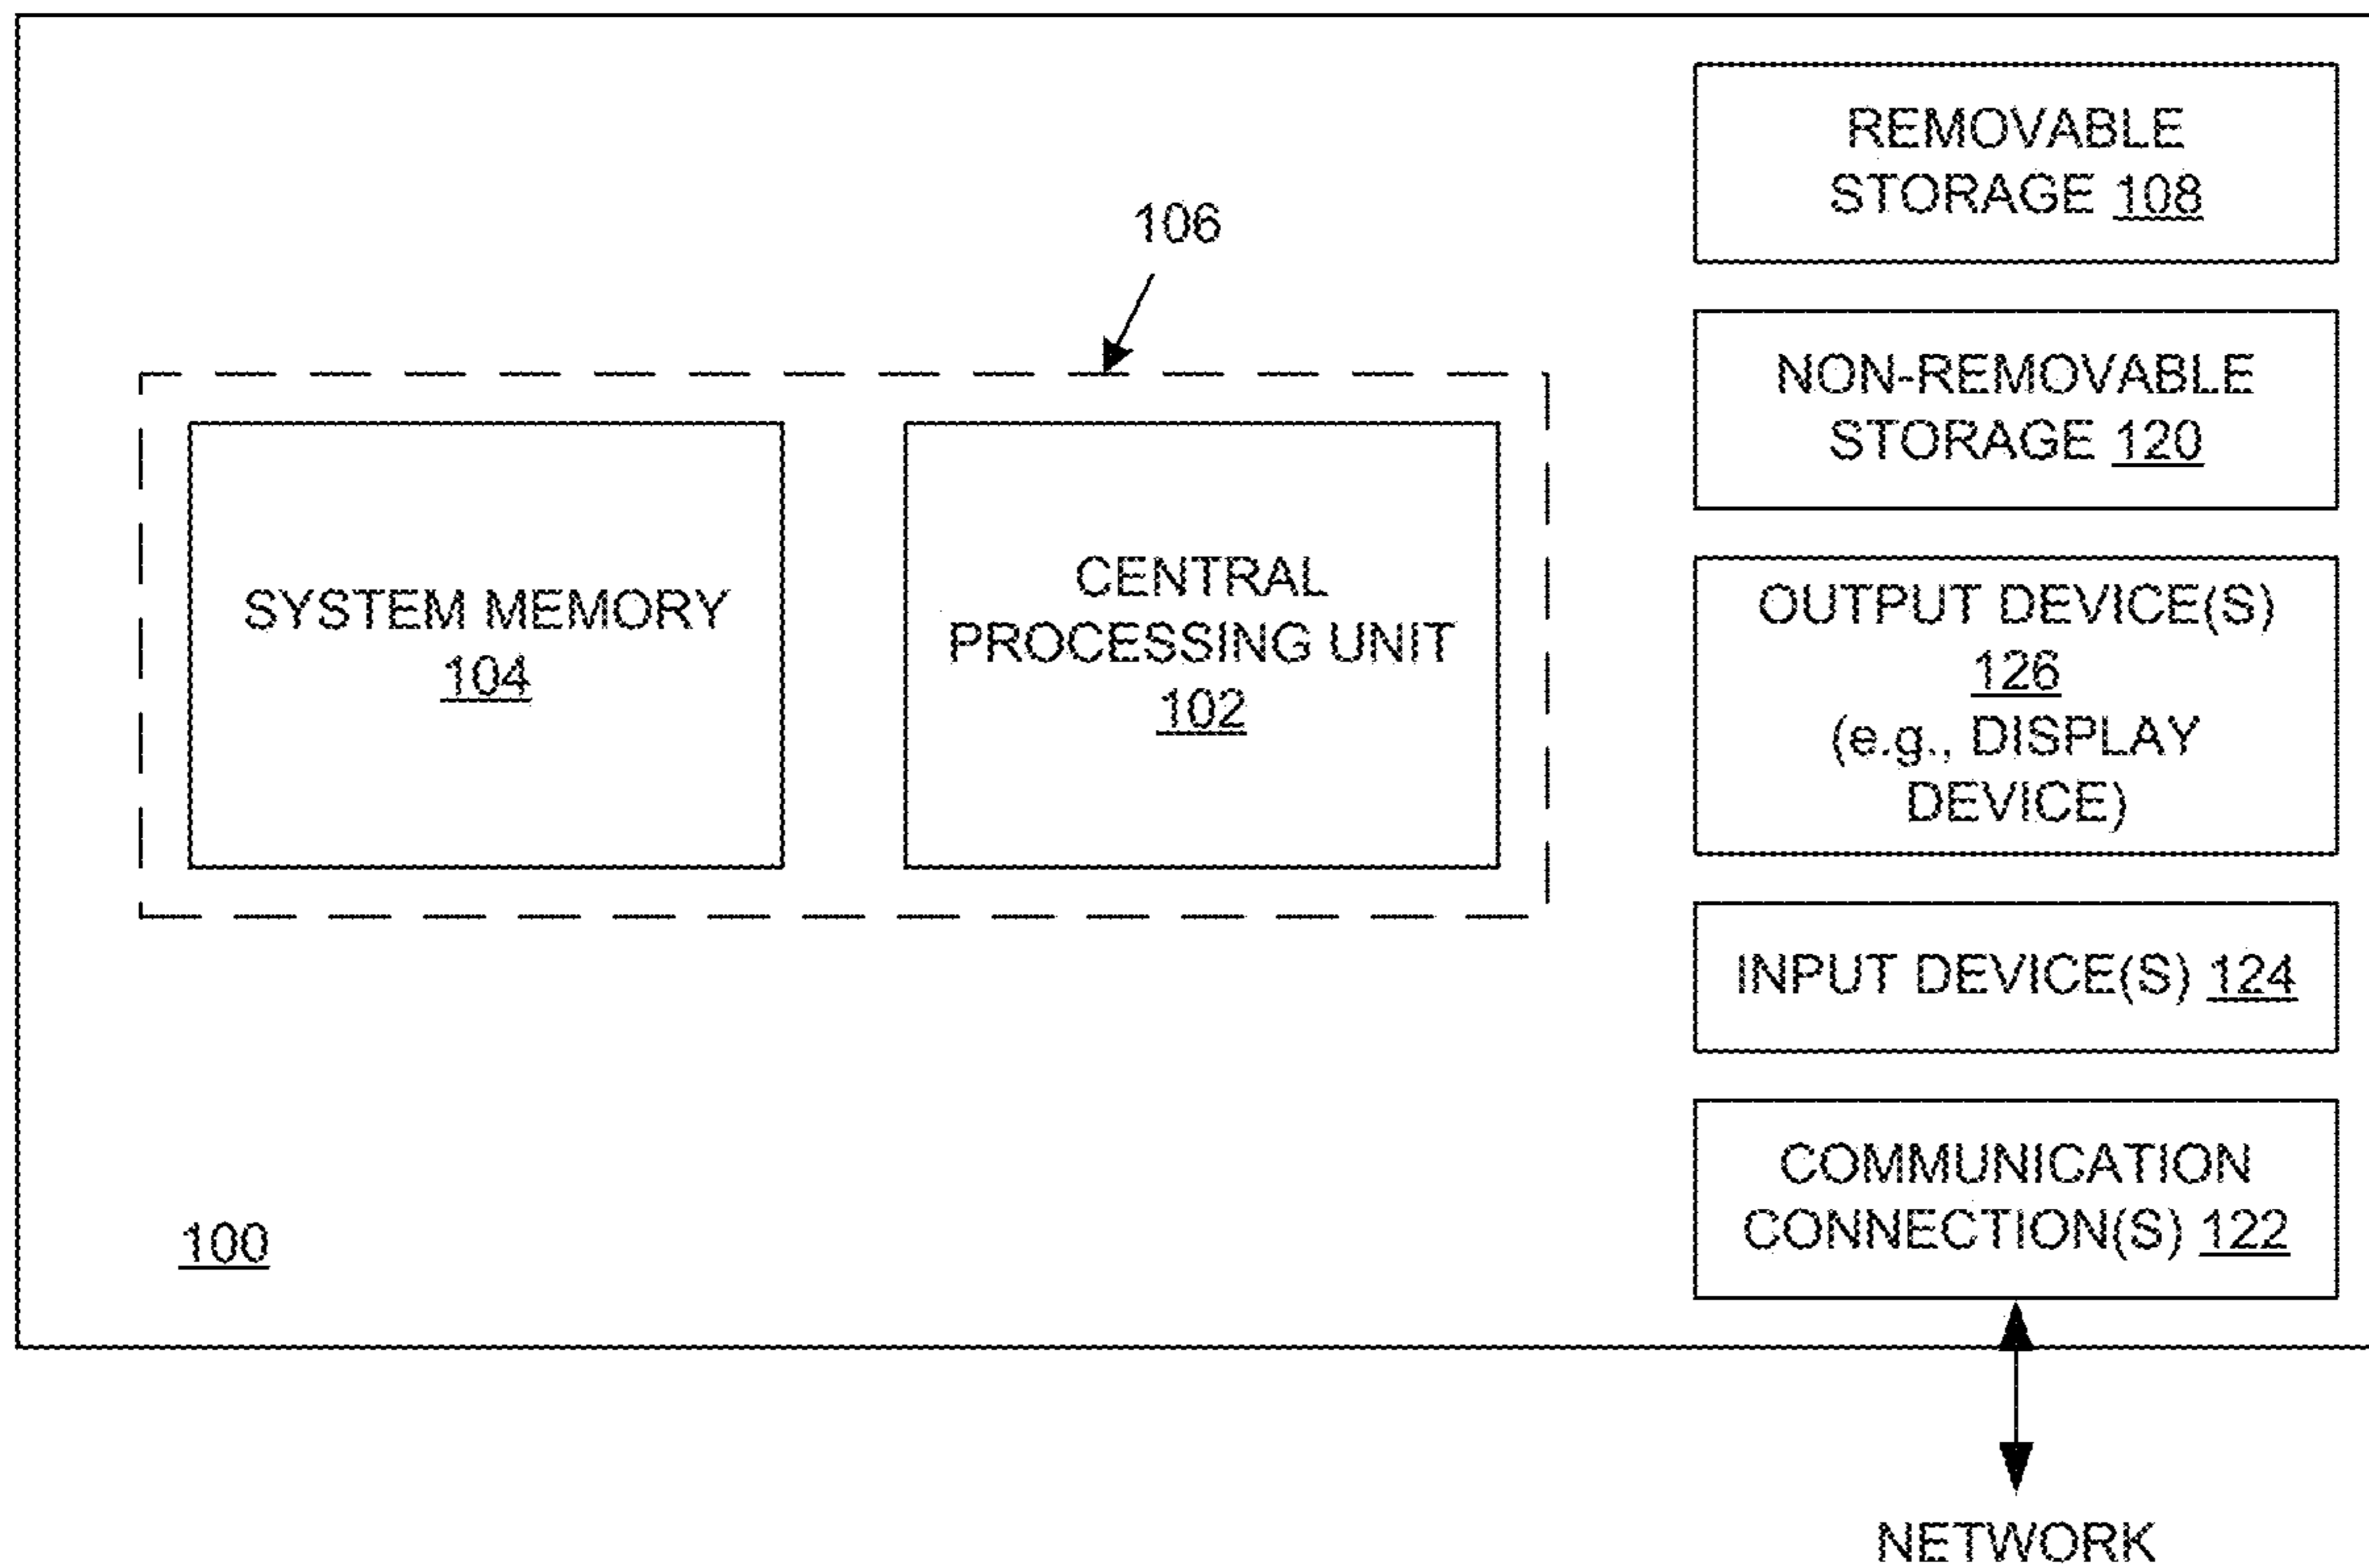 106
SYSTEM MEMORY
104
CENTRAL
PROCESSING UNIT
102
REMOVABLE
STORAGE 108
NON-REMOVABLE
STORAGE 120
OUTPUT DEVICE(S)
126
(e.g., DISPLAY
DEVICE)
INPUT DEVICE(S) 124
COMMUNICATION
CONNECTION(S) 122
100
NETWORK